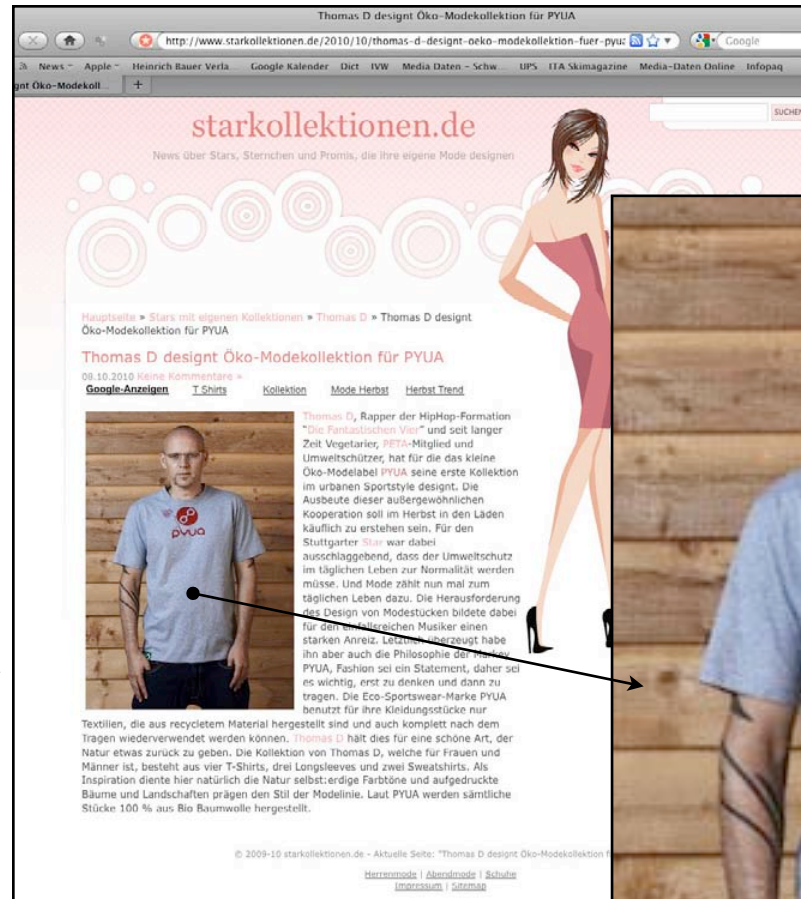 Thomas D designt Öko-Modekollektion für PYUA
http://www.starkollektionen.de/2010/10/thomas-d-designt-oeko-modekollektion-fuer-pyua
Google
News Apple Heinrich Bauer Verla... Google Kalender Dict IVW Media Daten – Schw... UPS ITA Skimagazine Media-Daten Online Infopaq
gnt Öko-Modekoll... +
SUCHEN
starkollektionen.de
News über Stars, Sternchen und Promis, die ihre eigene Mode designen
Hauptseite » Stars mit eigenen Kollektionen » Thomas D » Thomas D designt
Öko-Modekollektion für PYUA
Thomas D designt Öko-Modekollektion für PYUA
08.10.2010 Keine Kommentare »
Google-Anzeigen T Shirts Kollektion Mode Herbst Herbst Trend
PYUA
Thomas D, Rapper der HipHop-Formation
"Die Fantastischen Vier" und seit langer
Zeit Vegetarier, PETA-Mitglied und
Umweltschützer, hat für die das kleine
Öko-Modelabel PYUA seine erste Kollektion
im urbanen Sportstyle designt. Die
Ausbeute dieser außergewöhnlichen
Kooperation soll im Herbst in den Läden
käuflich zu erstehen sein. Für den
Stuttgarter Star war dabei
ausschlaggebend, dass der Umweltschutz
im täglichen Leben zur Normalität werden
müsse. Und Mode zählt nun mal zum
täglichen Leben dazu. Die Herausforderung
des Design von Modestücken bildete dabei
für den einfallsreichen Musiker einen
starken Anreiz. Letztlich überzeugt habe
ihn aber auch die Philosophie der Markey
PYUA, Fashion sei ein Statement, daher sei
es wichtig, erst zu denken und dann zu
tragen. Die Eco-Sportswear-Marke PYUA
benutzt für ihre Kleidungsstücke nur
Textilien, die aus recycletem Material hergestellt sind und auch komplett nach dem
Tragen wiederverwendet werden können. Thomas D hält dies für eine schöne Art, der
Natur etwas zurück zu geben. Die Kollektion von Thomas D, welche für Frauen und
Männer ist, besteht aus vier T-Shirts, drei Longsleeves und zwei Sweatshirts. Als
Inspiration diente hier natürlich die Natur selbst: erdige Farbtöne und aufgedruckte
Bäume und Landschaften prägen den Stil der Modelinie. Laut PYUA werden sämtliche
Stücke 100 % aus Bio Baumwolle hergestellt.
© 2009-10 starkollektionen.de - Aktuelle Seite: "Thomas D designt Öko-Modekollektion f
Herrenmode | Abendmode | Schuhe
Impressum | Sitemap